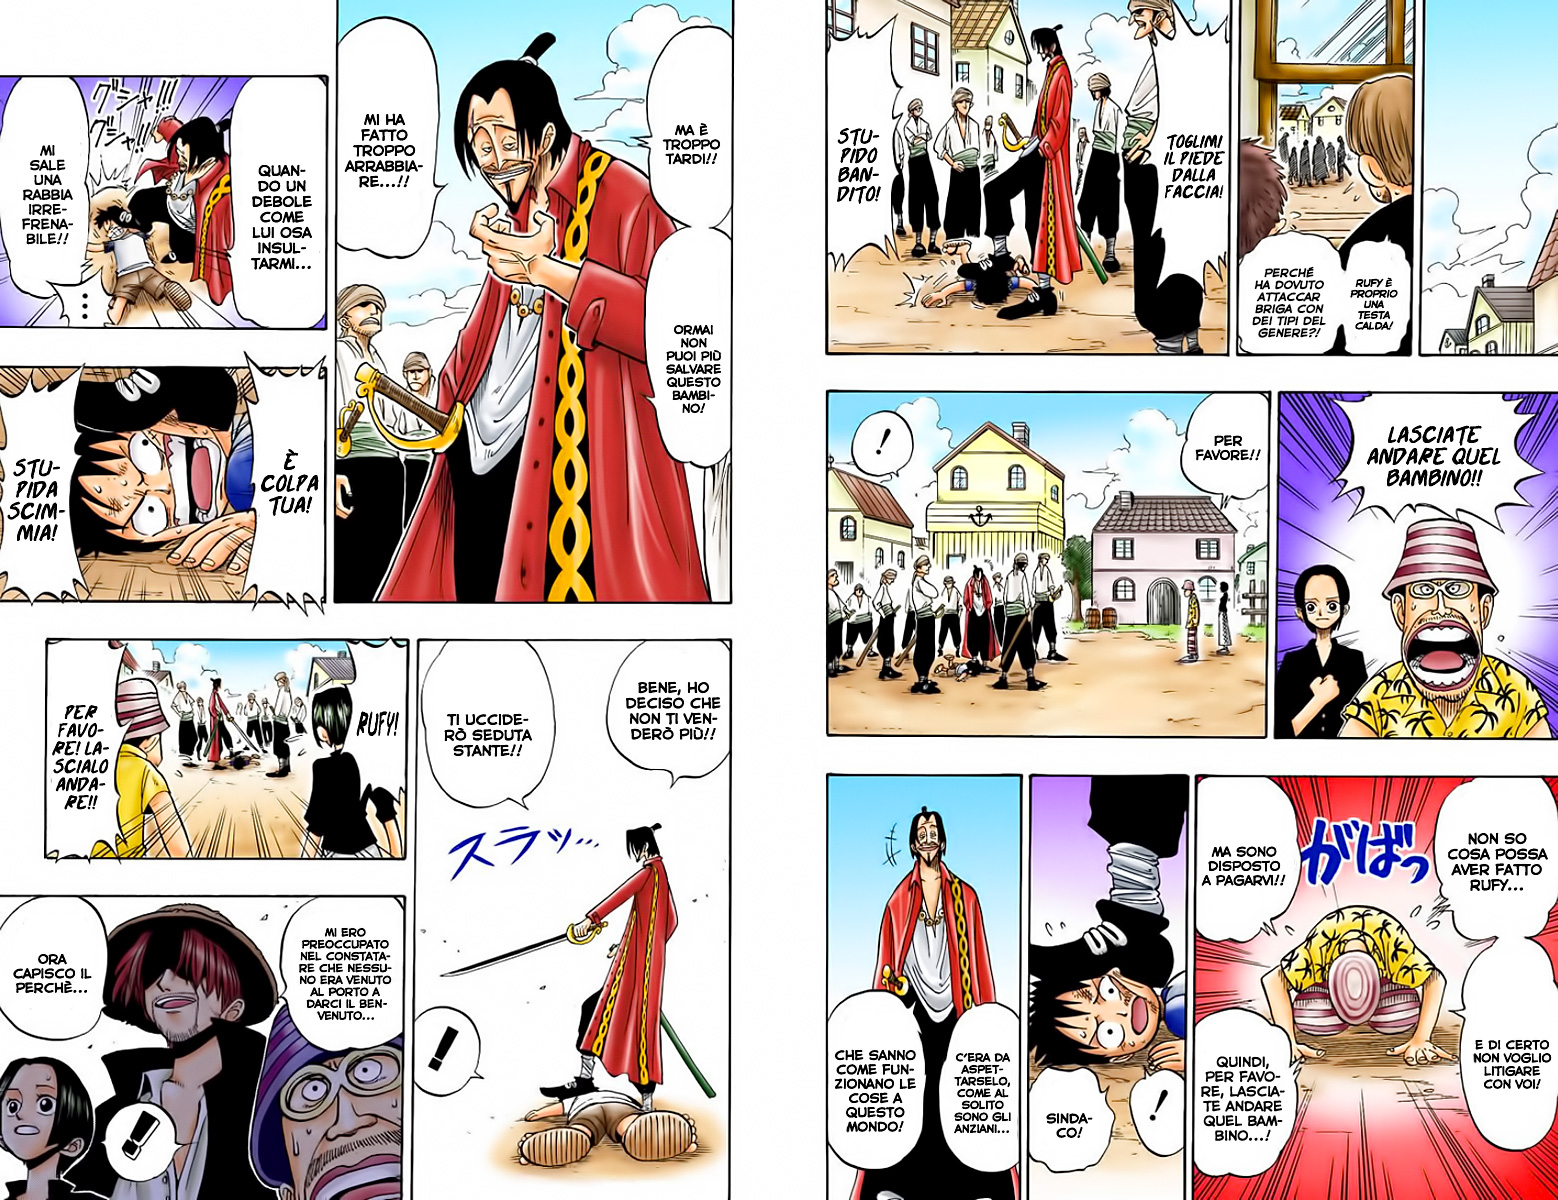 RUFY È
PROPRIO
UNA
TESTA
CALDA!
PERCHÉ
HA DOVUTO
ATTACCAR
BRIGA CON
DEI TIPI DEL
GENERE?!
TOGLIMI
IL PIEDE
DALLA
FACCIA!
STU-
PIDO
BAN-
DITO!
LASCIATE
ANDARE QUEL
BAMBINO!!
PER
FAVORE!!
!
NON SO
COSA POSSA
AVER FATTO
RUFY...
E DI CERTO
NON VOGLIO
LITIGARE
CON VOI!
がばっ
MA SONO
DISPOSTO
A PAGARVI!!
QUINDI,
PER FAVO-
RE, LASCIA-
TE ANDARE
QUEL BAM-
BINO...!
!
SINDA-
CO!
C'ERA DA
ASPET-
TARSELO,
COME AL
SOLITO
SONO GLI
ANZIANI...
CHE SANNO
COME FUN-
ZIONANO LE
COSE A
QUESTO
MONDO!
MA È
TROPPO
TARDI!!
ORMAI
NON
PUOI PIÙ
SALVARE
QUESTO
BAMBI-
NO!
MI HA
FATTO
TROPPO
ARRABBIA-
RE...!!
QUAN-
DO UN
DEBOLE
COME
LUI OSA
INSUL-
TARMI...
グシャ!!!
グシャ!!
MI
SALE
UNA
RABBIA
IRRE-
FRENA-
BILE!!
...
È
COLPA
TUA!
STU-
PIDA
SCIM-
MIA!
BENE, HO
DECISO CHE
NON TI VEN-
DERÒ PIÙ!!
TI UCCIDE-
RÒ SEDUTA
STANTE!!
スラッ...
!
RUFY!
PER
FAVO-
RE! LA-
SCIALO
ANDA-
RE!!
MI ERO
PREOCCUPATO
NEL CONSTATA-
RE CHE NESSU-
NO ERA VENUTO
AL PORTO A
DARCI IL BEN-
VENUTO...
ORA
CAPISCO IL
PERCHÈ...
!